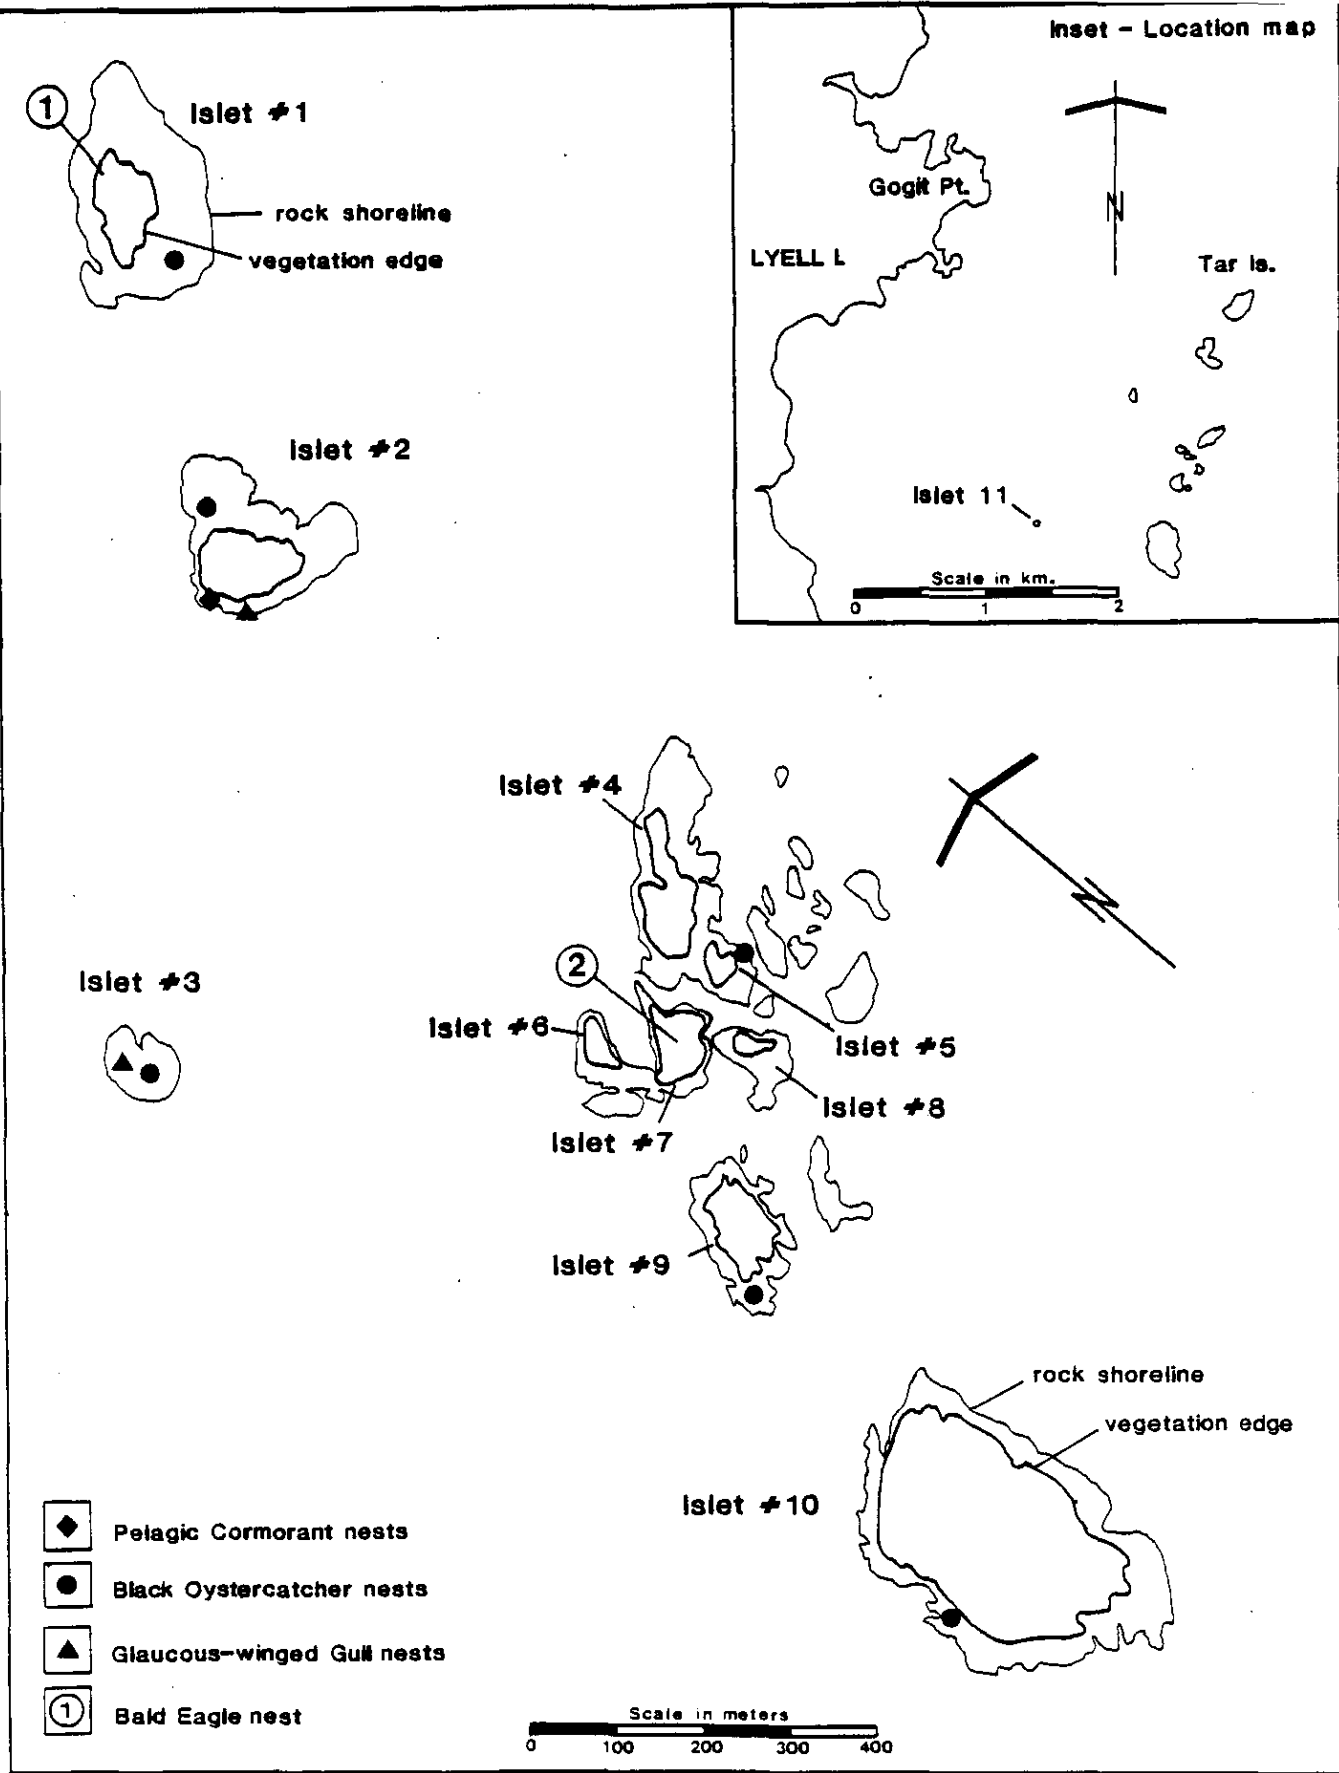 Inset - Location map
1
Islet #1
rock shoreline
vegetation edge
N
Gogit Pt.
LYELL I.
Tar Is.
Islet 11
Scale in km.
0 1 2
Islet #2
Islet #4
N
2
Islet #3
Islet #6
Islet #5
Islet #8
Islet #7
Islet #9
rock shoreline
vegetation edge
Islet #10
Pelagic Cormorant nests
Black Oystercatcher nests
Glaucous-winged Gull nests
1 Bald Eagle nest
Scale in meters
0 100 200 300 400